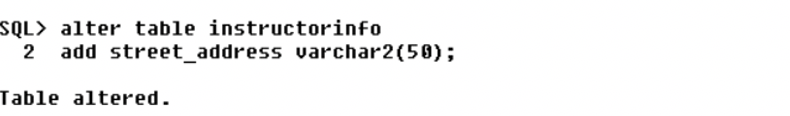 SQL> alter table instructorinfo
  2  add street_address varchar2(50);
Table altered.